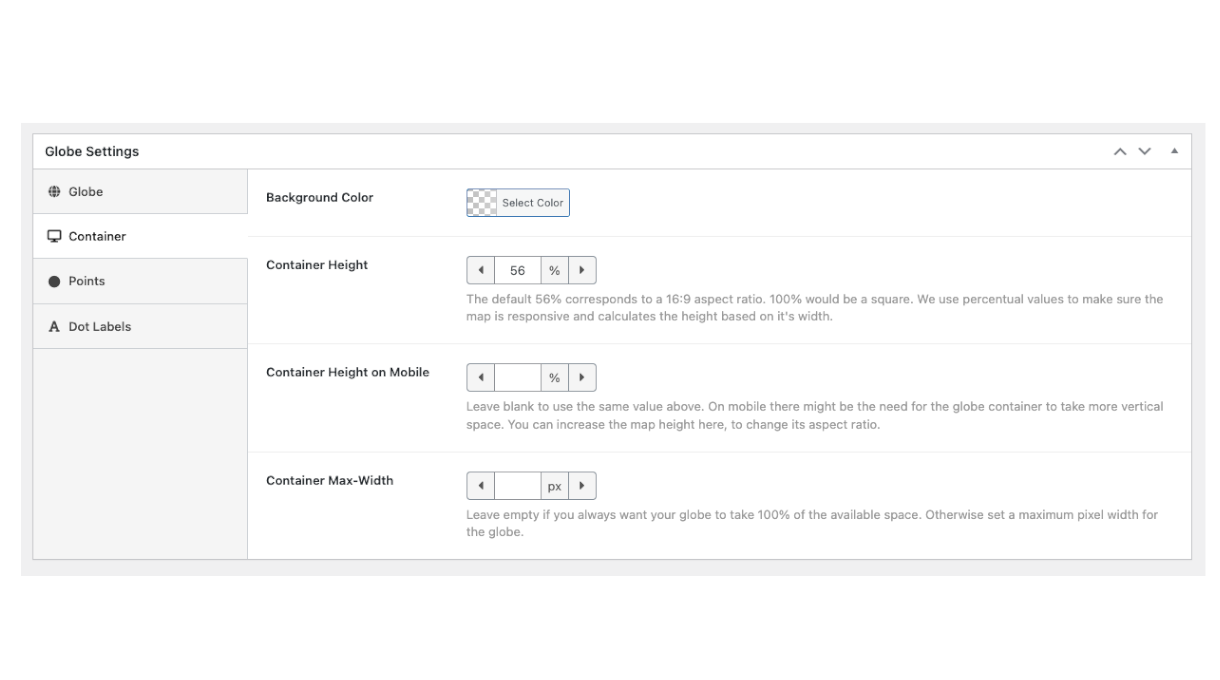 Globe Settings
Globe
Container
Points
Dot Labels
Background Color
Select Color
Container Height
56 %
The default 56% corresponds to a 16:9 aspect ratio. 100% would be a square. We use percentual values to make sure the
map is responsive and calculates the height based on it's width.
Container Height on Mobile
%
Leave blank to use the same value above. On mobile there might be the need for the globe container to take more vertical
space. You can increase the map height here, to change its aspect ratio.
Container Max-Width
px
Leave empty if you always want your globe to take 100% of the available space. Otherwise set a maximum pixel width for
the globe.